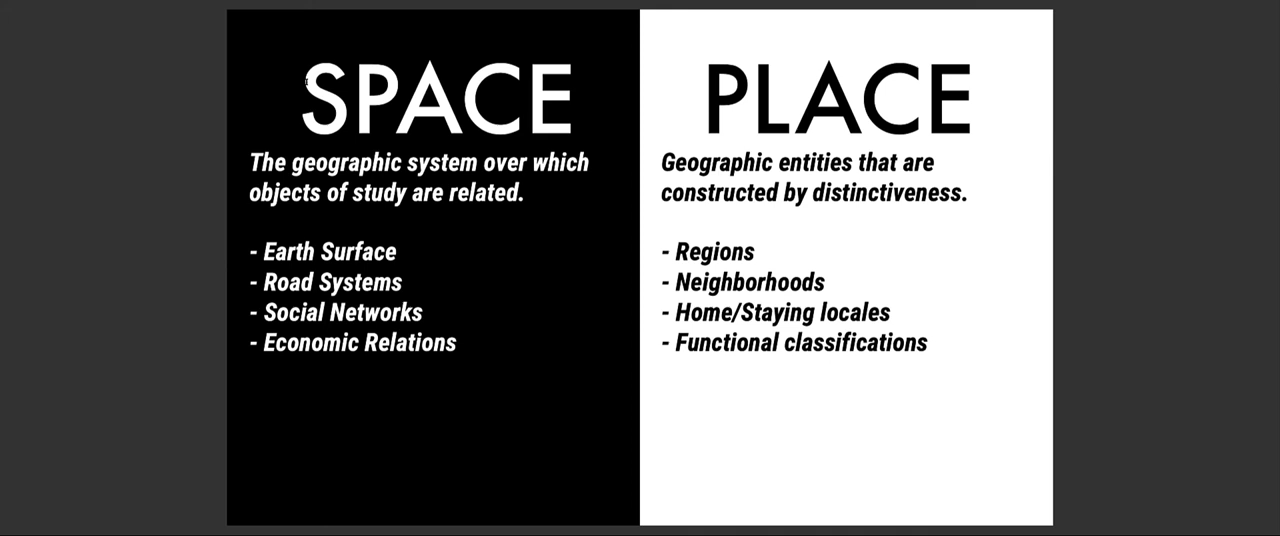 SPACE
The geographic system over which
objects of study are related.
- Earth Surface
- Road Systems
- Social Networks
- Economic Relations
PLACE
Geographic entities that are
constructed by distinctiveness.
- Regions
- Neighborhoods
- Home/Staying locales
- Functional classifications